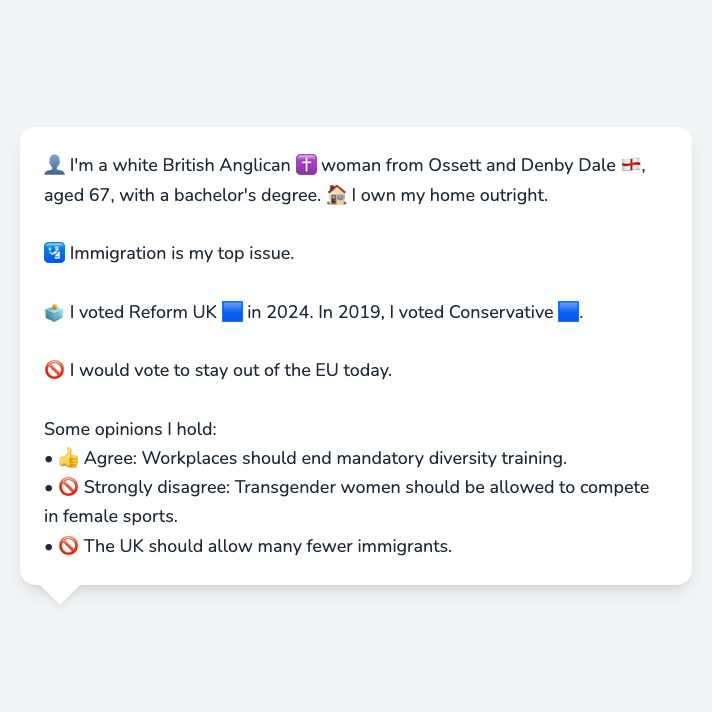 👤 I'm a white British Anglican ✝️ woman from Ossett and Denby Dale 🏴󠁧󠁢󠁥󠁮󠁧󠁿,
aged 67, with a bachelor's degree. 🏠 I own my home outright.
🛂 Immigration is my top issue.
🗳️ I voted Reform UK 🟦 in 2024. In 2019, I voted Conservative 🟦.
🚫 I would vote to stay out of the EU today.
Some opinions I hold:
• 👍 Agree: Workplaces should end mandatory diversity training.
• 🚫 Strongly disagree: Transgender women should be allowed to compete
in female sports.
• 🚫 The UK should allow many fewer immigrants.